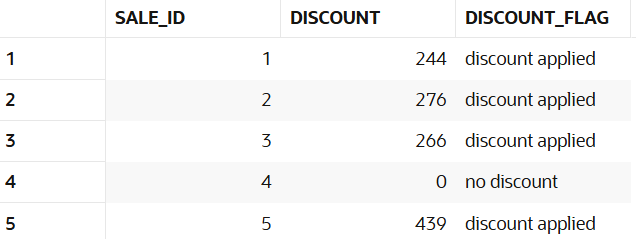 SALE_ID DISCOUNT DISCOUNT_FLAG
1 1 244 discount applied
2 2 276 discount applied
3 3 266 discount applied
4 4 0 no discount
5 5 439 discount applied